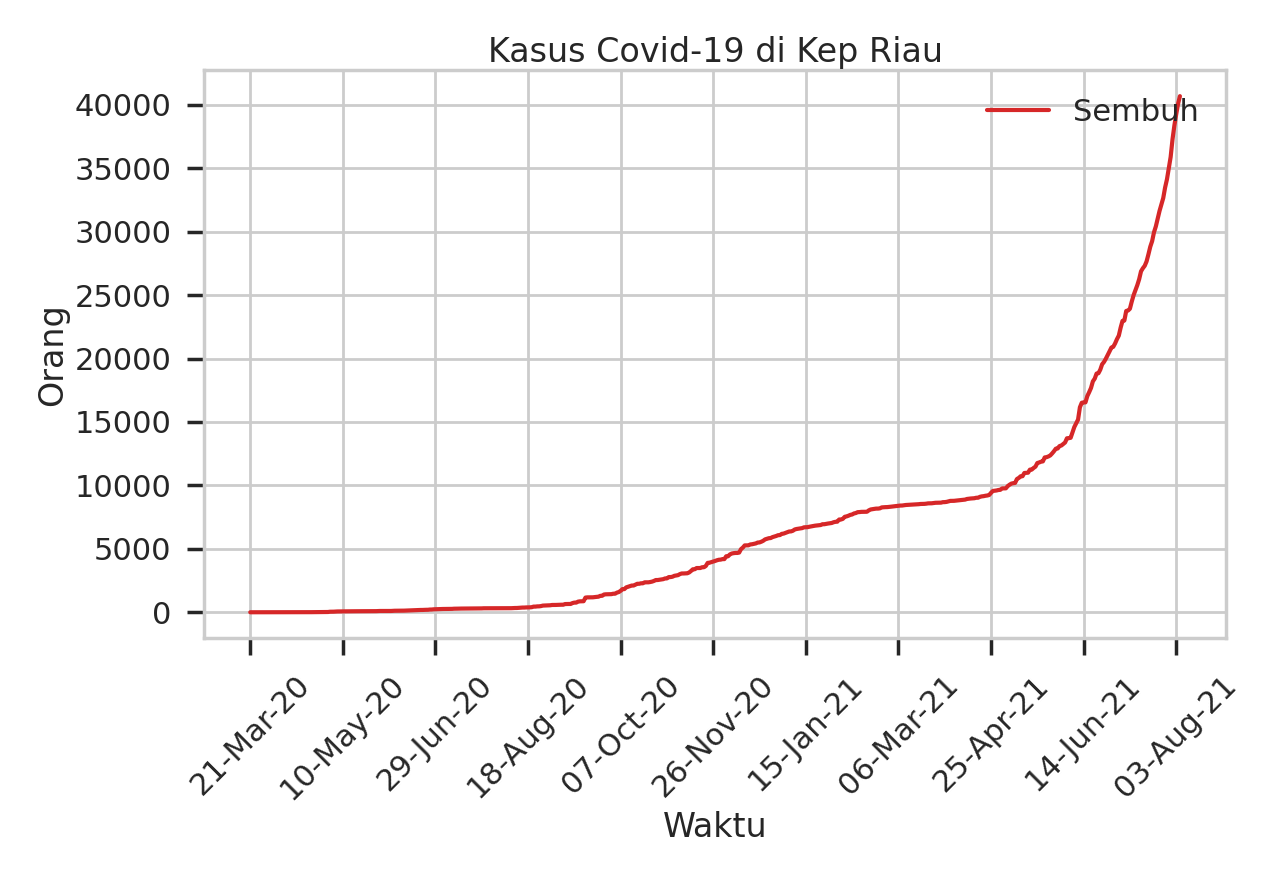 Kasus Covid-19 di Kep Riau
Sembuh
Orang
40000
35000
30000
25000
20000
15000
10000
5000
0
21-Mar-20
10-May-20
29-Jun-20
18-Aug-20
07-Oct-20
26-Nov-20
15-Jan-21
06-Mar-21
25-Apr-21
14-Jun-21
03-Aug-21
Waktu